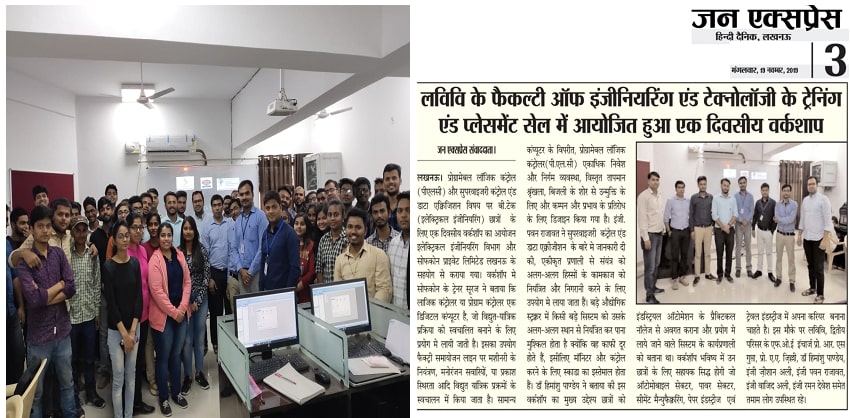 जन एक्सप्रेस
हिन्दी दैनिक, लखनऊ
मंगलवार, 19 नवम्बर, 2019
3
लविवि के फैकल्टी ऑफ इंजीनियरिंग एंड टेक्नोलॉजी के ट्रेनिंग
एंड प्लेसमेंट सेल में आयोजित हुआ एक दिवसीय वर्कशाप
जन एक्सप्रेस संवाददाता।
लखनऊ। प्रोग्रामेबल लॉजिक कंट्रोल
(पीएलसी) और सुपरवाइजरी कंट्रोल एंड
डाटा एक्विजिशन विषय पर बी.टेक
(इलेक्ट्रिकल इंजीनियरिंग) छात्रों के
लिए एक दिवसीय वर्कशॉप का आयोजन
इलेक्ट्रिकल इंजीनियरिंग विभाग और
सोफकोन प्राइवेट लिमिटेड लखनऊ के
सहयोग से कराया गया। वर्कशॉप मे
सोफकोन के ट्रेनर सूरज ने बताया कि
लाजिक कंट्रोलर या प्रोग्राम कंट्रोलर एक
डिजिटल कंप्यूटर है, जो विद्युत-यांत्रिक
प्रक्रिया को स्वचालित बनाने के लिए
प्रयोग मे लायी जाती है। इसका उपयोग
फैक्ट्री समायोजन लाइन पर मशीनों के
नियंत्रण, मनोरंजन सवारियों, या प्रकाश
स्थिरता आदि विद्युत यांत्रिक प्रक्रमों के
स्वचालन में किया जाता है। सामान्य
कंप्यूटर के विपरीत, प्रोग्रामेबल लॉजिक
कंट्रोलर(पी.एल.सी) एकाधिक निवेश
और निर्गम व्यवस्था, विस्तृत तापमान
श्रृंखला, बिजली के शोर से उन्मुक्ति के
लिए और कम्पन और प्रभाव के प्रतिरोध
के लिए डिजाइन किया गया है। इंजी.
पवन राजावत ने सुपरवाइजरी कंट्रोल एंड
डाटा एक्वीजीशन के बारे मे जानकारी दी
की, एकीकृत प्रणाली से संयंत्र को
अलग-अलग हिस्सों के कामकाज को
नियंत्रित और निगरानी करने के लिए
उपयोग मे लाया जाता हैं। बड़े औद्योगिक
स्ट्रक्चर में किसी बड़े सिस्टम को उसके
अलग-अलग स्थान से नियंत्रित कर पाना
मुश्किल होता है क्योंकि वह काफी दूर
होते हैं, इसीलिए मॉनिटर और कंट्रोल
करने के लिए स्काडा का इस्तेमाल होता
है। डॉ हिमांशु पाण्डेय ने बताया की इस
वर्कशॉप का मुख्य उद्देश्य छात्रों को
इंडस्ट्रियल ऑटोमेशन के प्रैक्टिकल
नॉलेज से अवगत कराना और प्रयोग मे
लाये जाने वाले सिस्टम के कार्यप्रणाली
को बताना था। वर्कशॉप भविष्य में उन
छात्रों के लिए सहायक सिद्ध होगी जो
ऑटोमोबाइल सेक्टर, पावर सेक्टर,
सीमेंट मैन्युफैक्चरिंग, पेपर इंडस्ट्रीज एवं
ट्रेवल इंडस्ट्रीज में अपना करियर बनाना
चाहते है। इस मौके पर लविवि, द्वितीय
परिसर के एफ.ओ.ई इंचार्ज प्रो. आर. एस
गुप्ता, प्रो. ए.ए. ज़िब्री, डॉ हिमांशु पाण्डेय,
इंजी जीशान अली, इंजी पवन राजावत,
इंजी वाजिद अली, इंजी रमन देवेश समेत
तमाम लोग उपस्थित रहे।